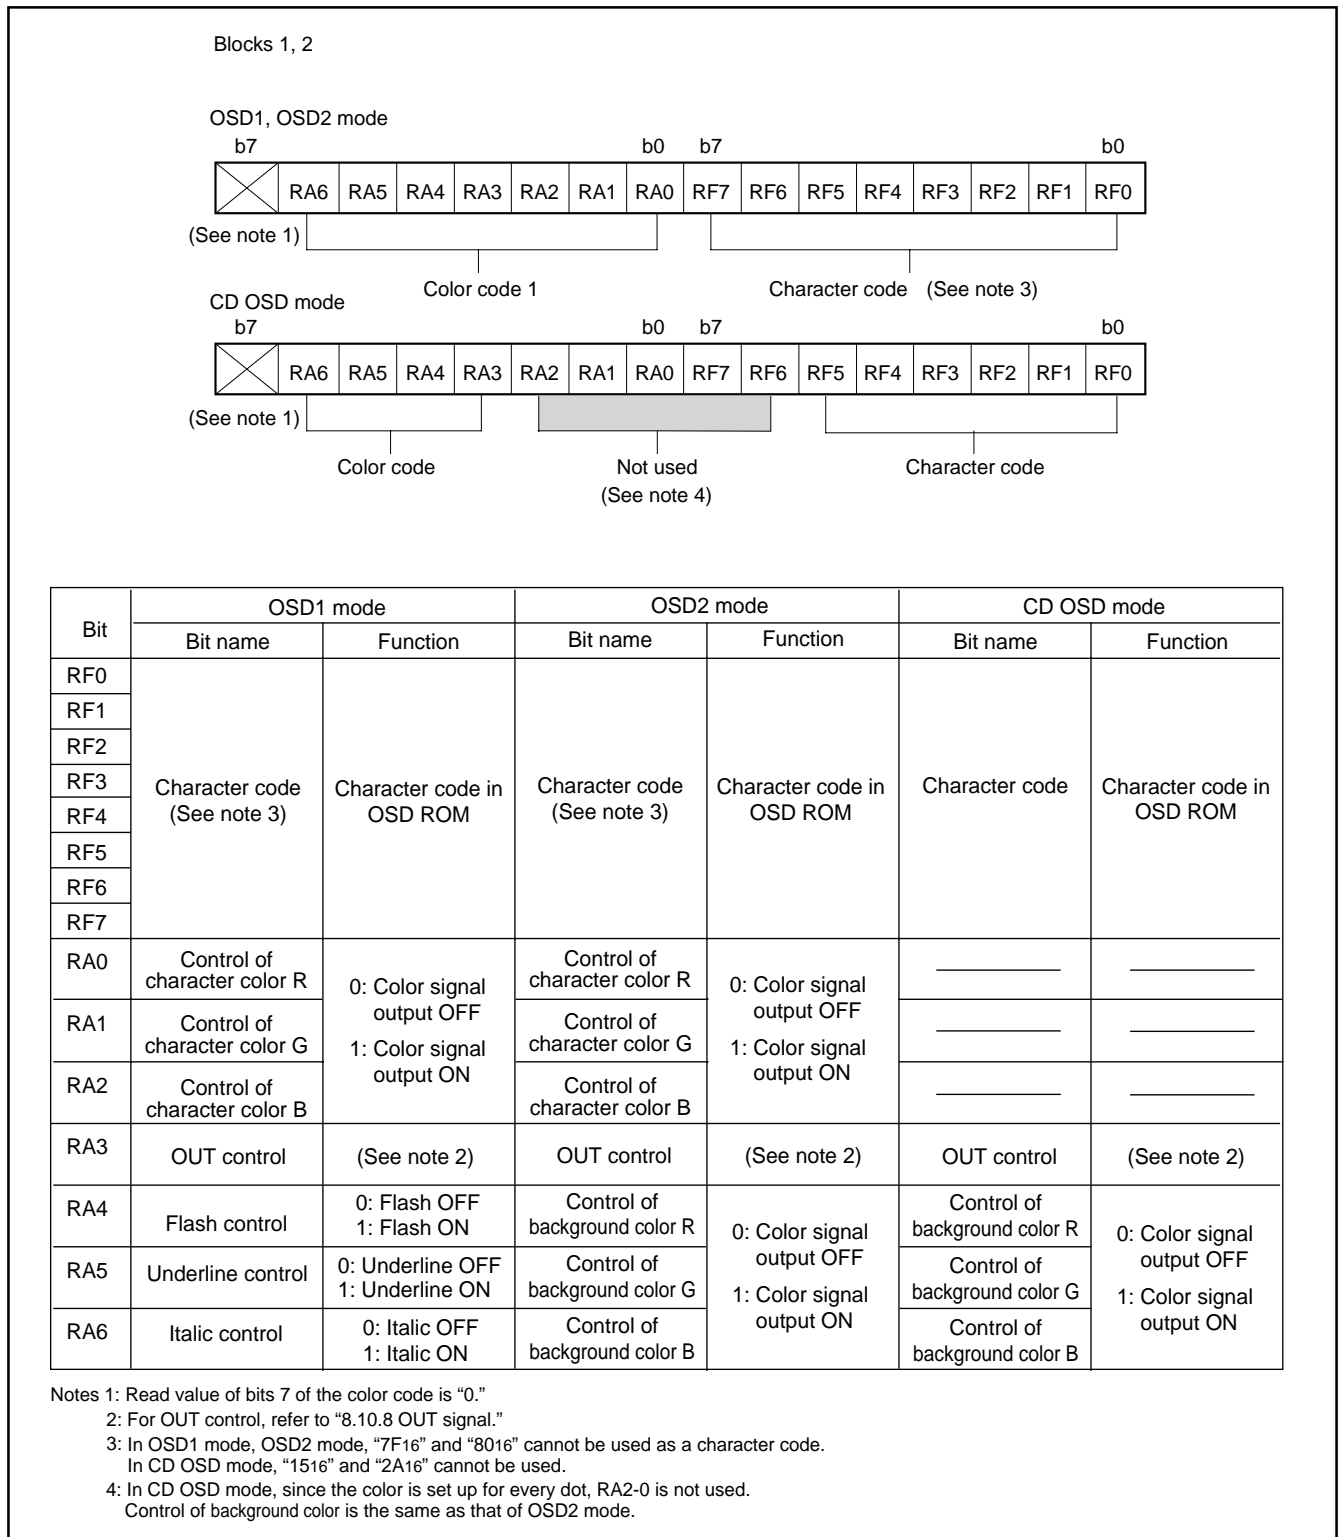 Blocks 1, 2
OSD1, OSD2 mode
b7 b0 b7 b0
RA6 RA5 RA4 RA3 RA2 RA1 RA0 RF7 RF6 RF5 RF4 RF3 RF2 RF1 RF0
(See note 1)
Color code 1 Character code (See note 3)
CD OSD mode
b7 b0 b7 b0
RA6 RA5 RA4 RA3 RA2 RA1 RA0 RF7 RF6 RF5 RF4 RF3 RF2 RF1 RF0
(See note 1)
Color code Not used Character code
(See note 4)
Bit OSD1 mode OSD2 mode CD OSD mode
Bit name Function Bit name Function Bit name Function
RF0
RF1
RF2
RF3
RF4
RF5
RF6
RF7
Character code
(See note 3)
Character code in
OSD ROM
Character code
(See note 3)
Character code in
OSD ROM
Character code
Character code in
OSD ROM
RA0
Control of
character color R
0: Color signal
output OFF
1: Color signal
output ON
Control of
character color R
0: Color signal
output OFF
1: Color signal
output ON
RA1
Control of
character color G
Control of
character color G
RA2
Control of
character color B
Control of
character color B
RA3 OUT control (See note 2) OUT control (See note 2) OUT control (See note 2)
RA4
Flash control
0: Flash OFF
1: Flash ON
Control of
background color R
0: Color signal
output OFF
1: Color signal
output ON
Control of
background color R
0: Color signal
output OFF
1: Color signal
output ON
RA5
Underline control
0: Underline OFF
1: Underline ON
Control of
background color G
Control of
background color G
RA6
Italic control
0: Italic OFF
1: Italic ON
Control of
background color B
Control of
background color B
Notes 1: Read value of bits 7 of the color code is “0.”
2: For OUT control, refer to “8.10.8 OUT signal.”
3: In OSD1 mode, OSD2 mode, “7F16” and “8016” cannot be used as a character code.
In CD OSD mode, “1516” and “2A16” cannot be used.
4: In CD OSD mode, since the color is set up for every dot, RA2-0 is not used.
Control of background color is the same as that of OSD2 mode.